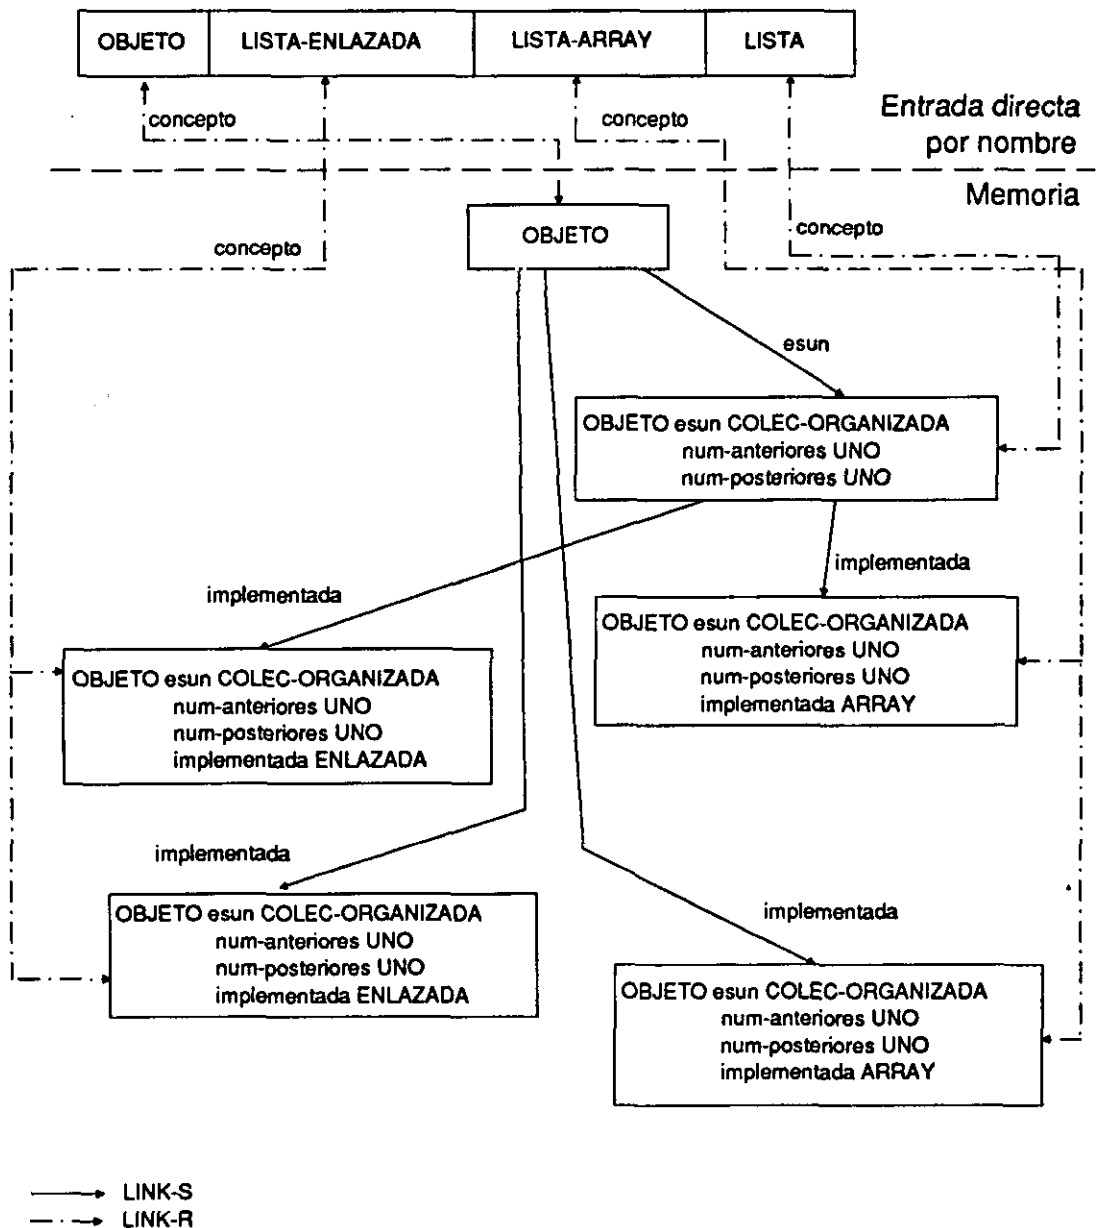 OBJETO LISTA-ENLAZADA LISTA-ARRAY LISTA
concepto
concepto
Entrada directa
por nombre
Memoria
concepto
OBJETO
concepto
esun
OBJETO esun COLEC-ORGANIZADA
num-anteriores UNO
num-posteriores UNO
implementada
implementada
OBJETO esun COLEC-ORGANIZADA
num-anteriores UNO
num-posteriores UNO
implementada ARRAY
OBJETO esun COLEC-ORGANIZADA
num-anteriores UNO
num-posteriores UNO
implementada ENLAZADA
implementada
OBJETO esun COLEC-ORGANIZADA
num-anteriores UNO
num-posteriores UNO
implementada ENLAZADA
implementada
OBJETO esun COLEC-ORGANIZADA
num-anteriores UNO
num-posteriores UNO
implementada ARRAY
LINK-S
LINK-R